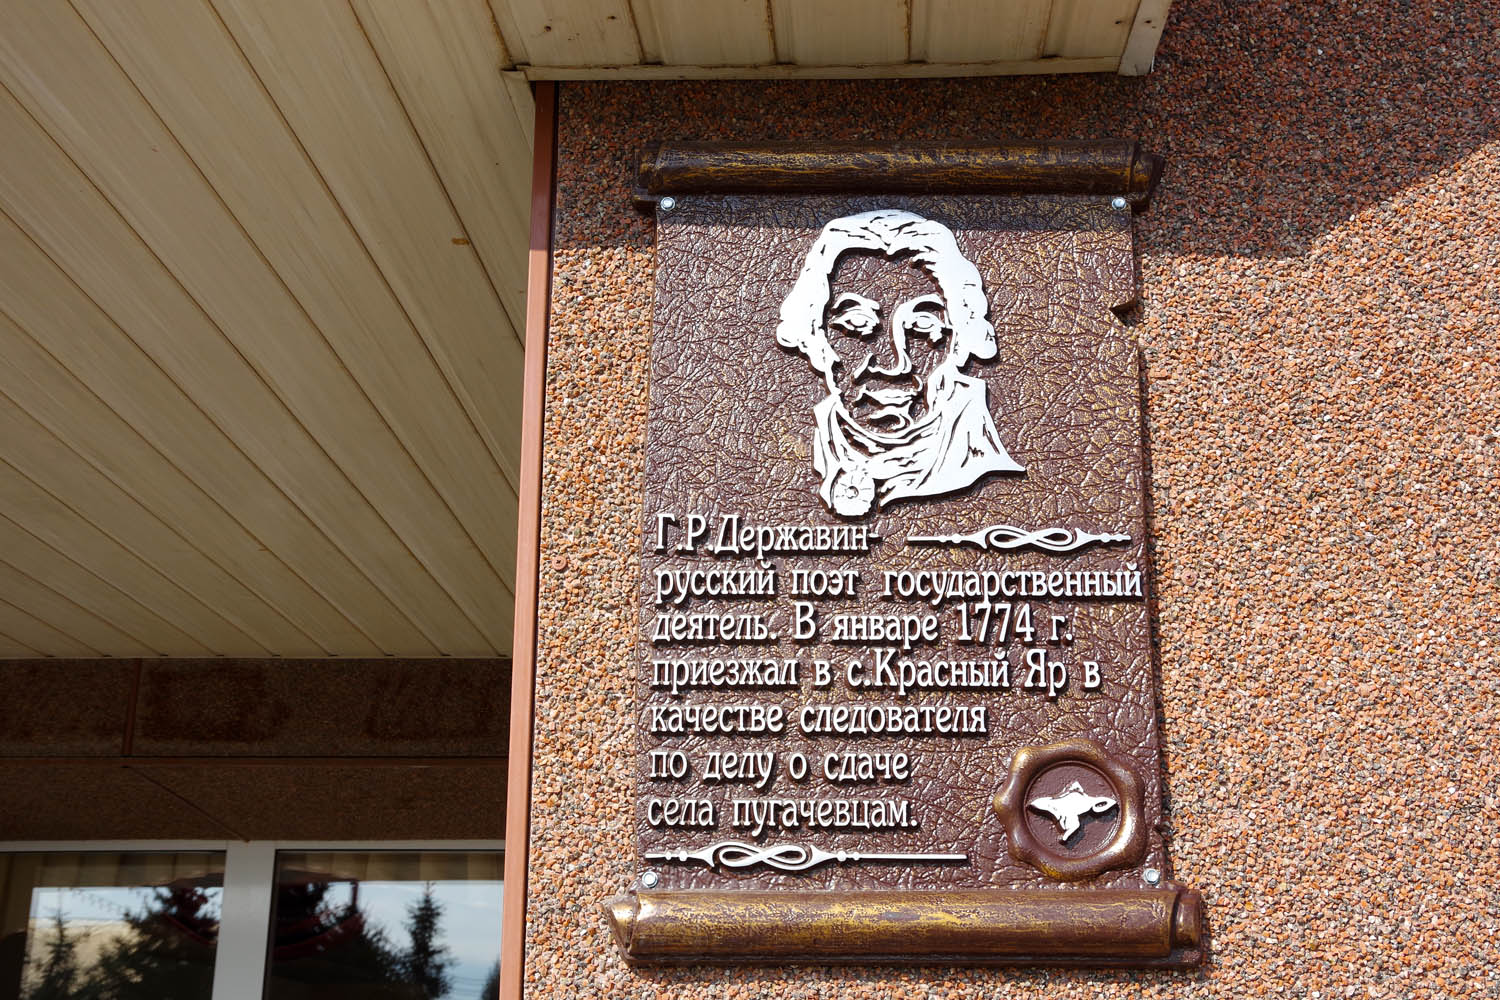 Г.Р.Державин-
русский поэт государственный
деятель. В январе 1774 г.
приезжал в с.Красный Яр в
качестве следователя
по делу о сдаче
села пугачевцам.